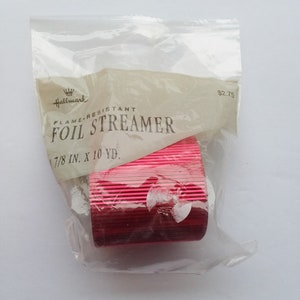 Hallmark
$2.75
FLAME-RESISTANT
FOIL STREAMER
7/8 IN. X 10 YD.